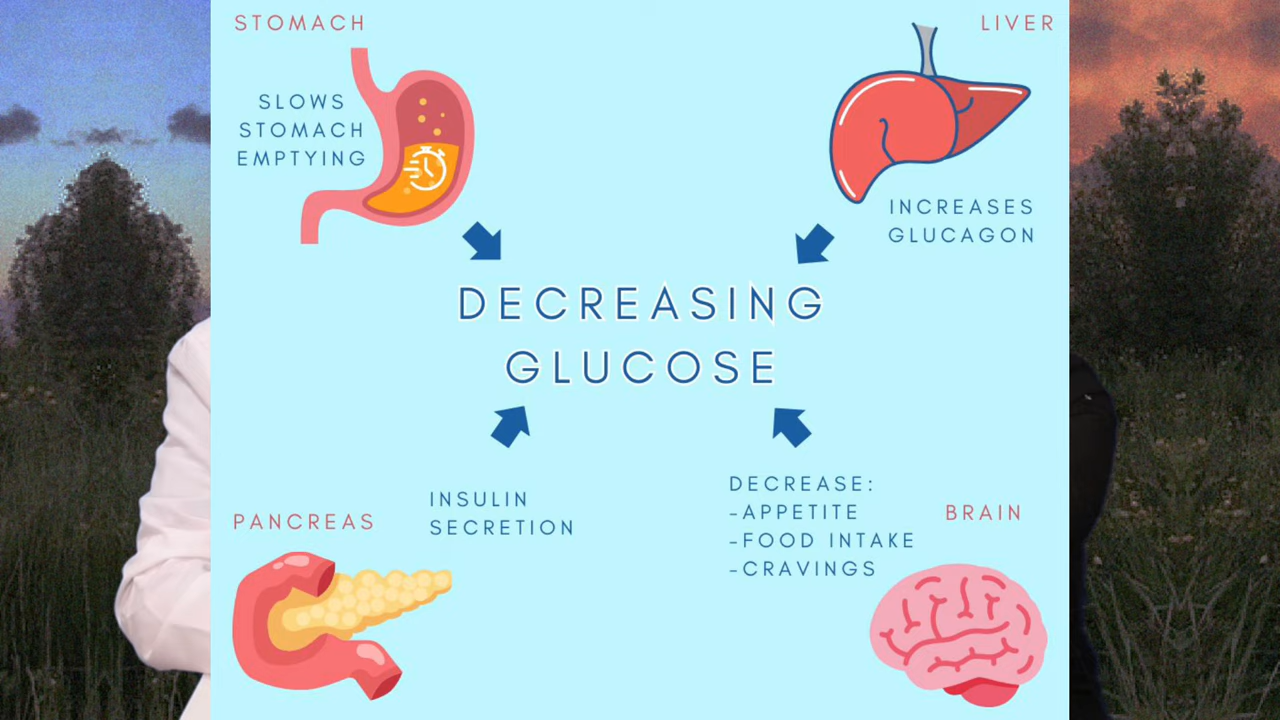 STOMACH
SLOWS
STOMACH
EMPTYING
LIVER
INCREASES
GLUCAGON
DECREASING
GLUCOSE
PANCREAS
INSULIN
SECRETION
DECREASE:
-APPETITE
-FOOD INTAKE
-CRAVINGS
BRAIN